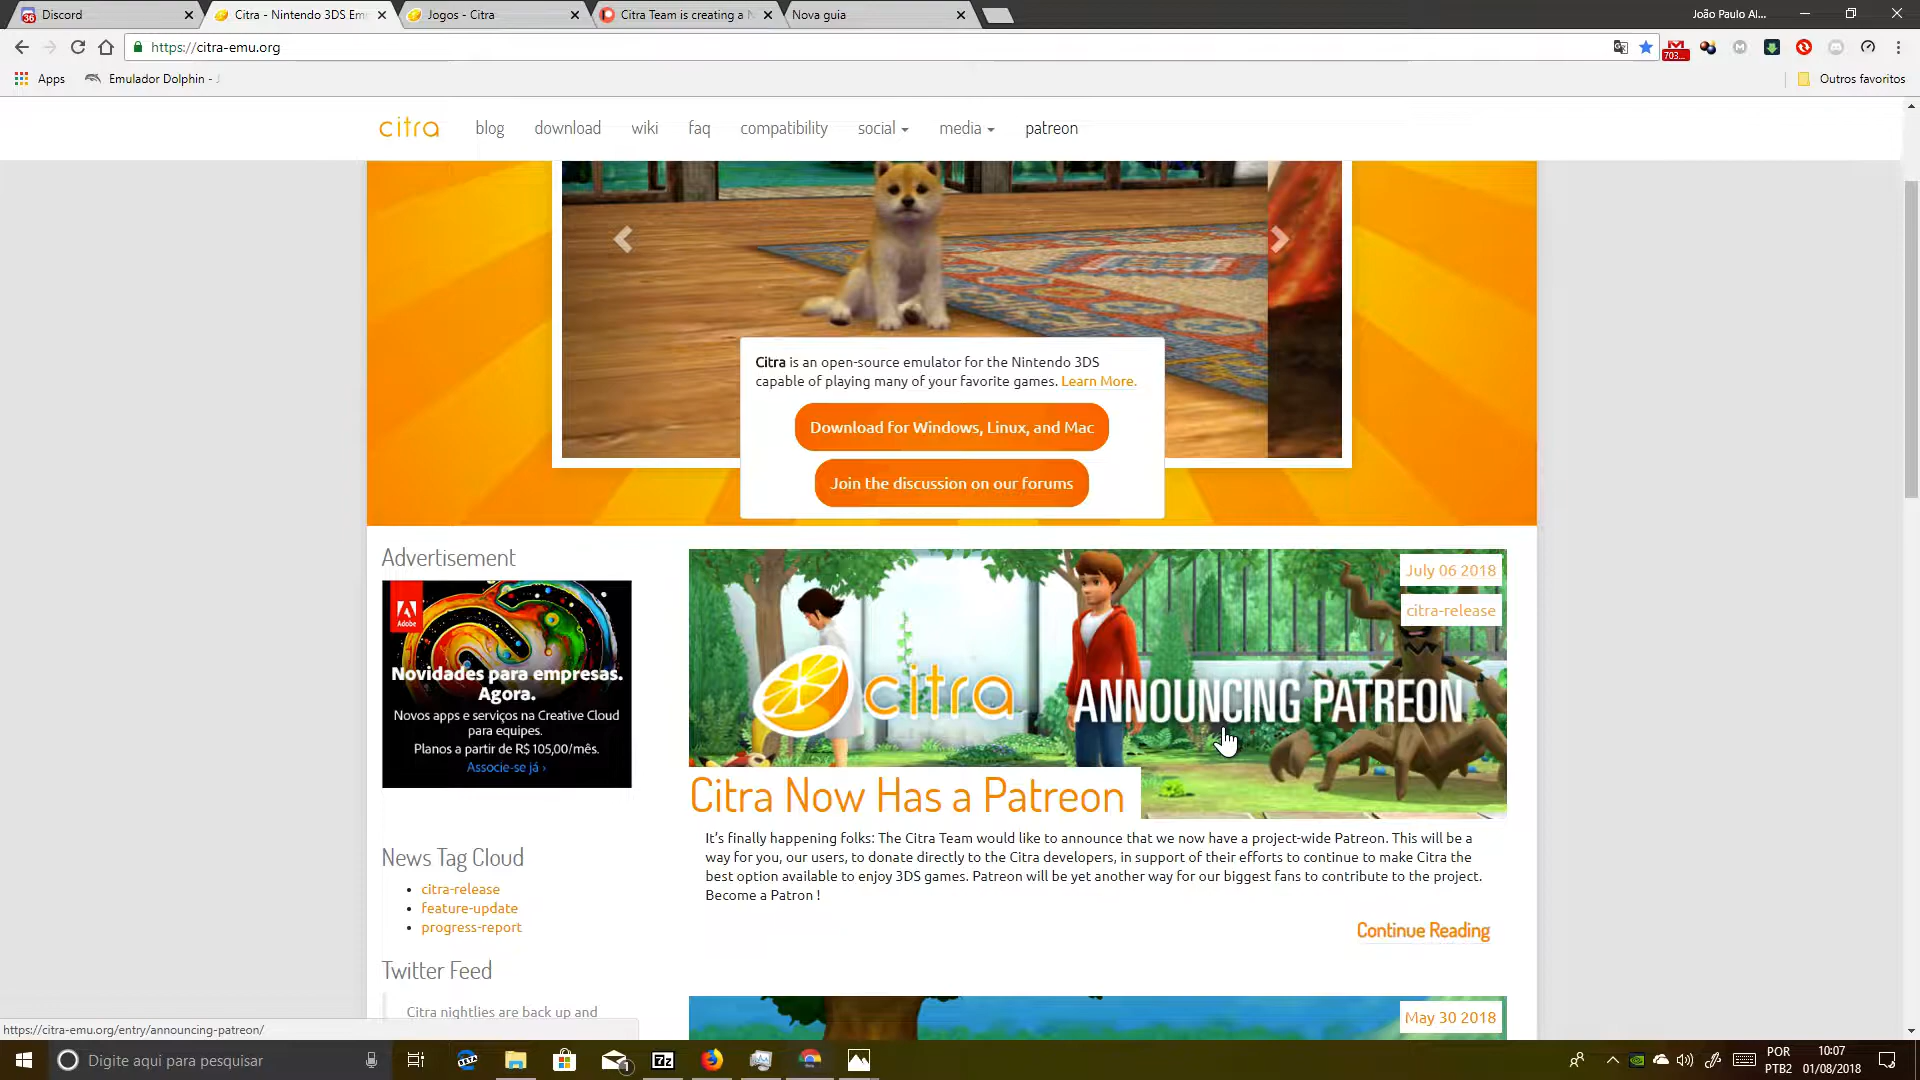 36
Discord
Citra - Nintendo 3DS Em
Jogos - Citra
Citra Team is creating a N
Nova guia
João Paulo Al...
https://citra-emu.org
703...
Apps
Emulador Dolphin -
Outros favoritos
citra
blog
download
wiki
faq
compatibility
social
media
patreon
Citra is an open-source emulator for the Nintendo 3DS
capable of playing many of your favorite games. Learn More.
Download for Windows, Linux, and Mac
Join the discussion on our forums
Advertisement
Adobe
Novidades para empresas.
Agora.
Novos apps e serviços na Creative Cloud
para equipes.
Planos a partir de R$ 105,00/mês.
Associe-se já ›
News Tag Cloud
citra-release
feature-update
progress-report
Twitter Feed
Citra nightlies are back up and
July 06 2018
citra-release
citra
ANNOUNCING PATREON
Citra Now Has a Patreon
It's finally happening folks: The Citra Team would like to announce that we now have a project-wide Patreon. This will be a
way for you, our users, to donate directly to the Citra developers, in support of their efforts to continue to make Citra the
best option available to enjoy 3DS games. Patreon will be yet another way for our biggest fans to contribute to the project.
Become a Patron !
Continue Reading
May 30 2018
https://citra-emu.org/entry/announcing-patreon/
Digite aqui para pesquisar
BETA
1
7z
POR
PTB2
10:07
01/08/2018